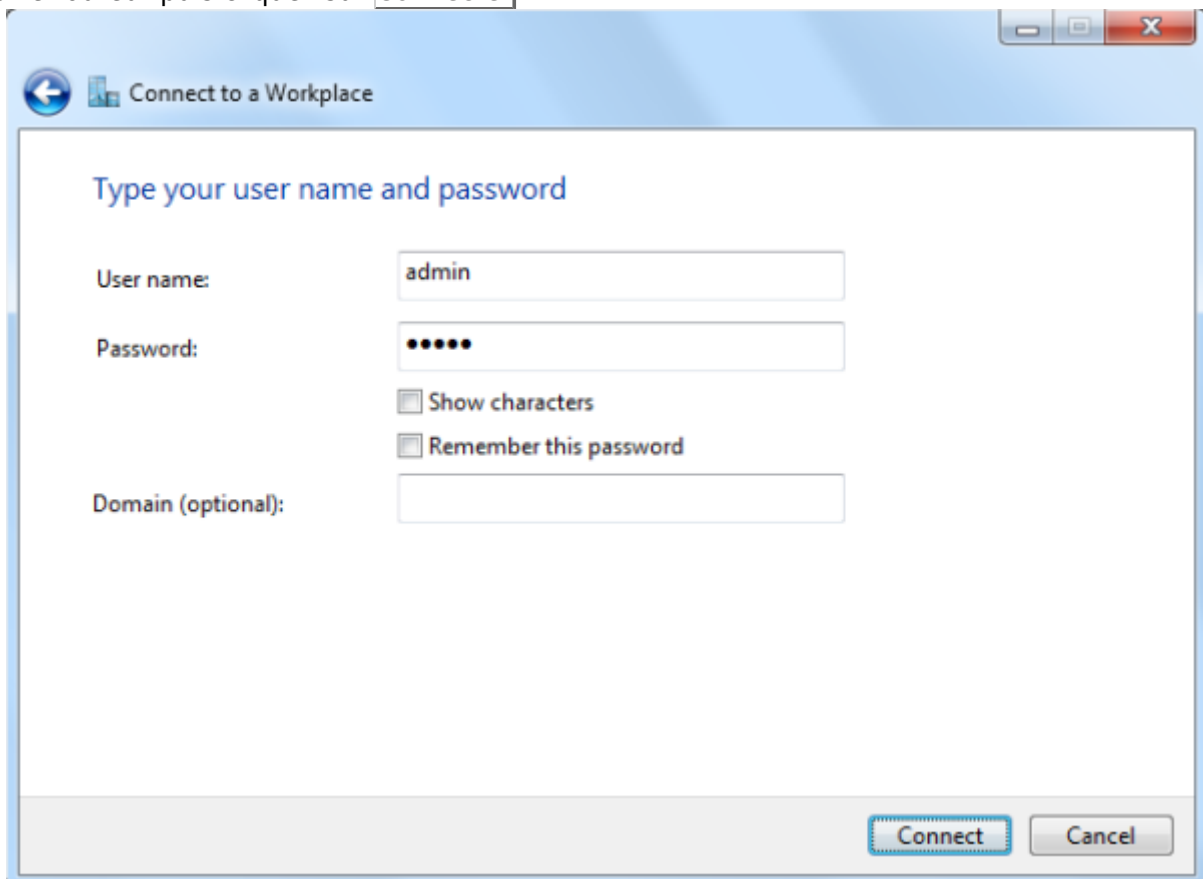 Connect to a Workplace
Type your user name and password
User name:
admin
Password:
•••••
Show characters
Remember this password
Domain (optional):
Connect
Cancel